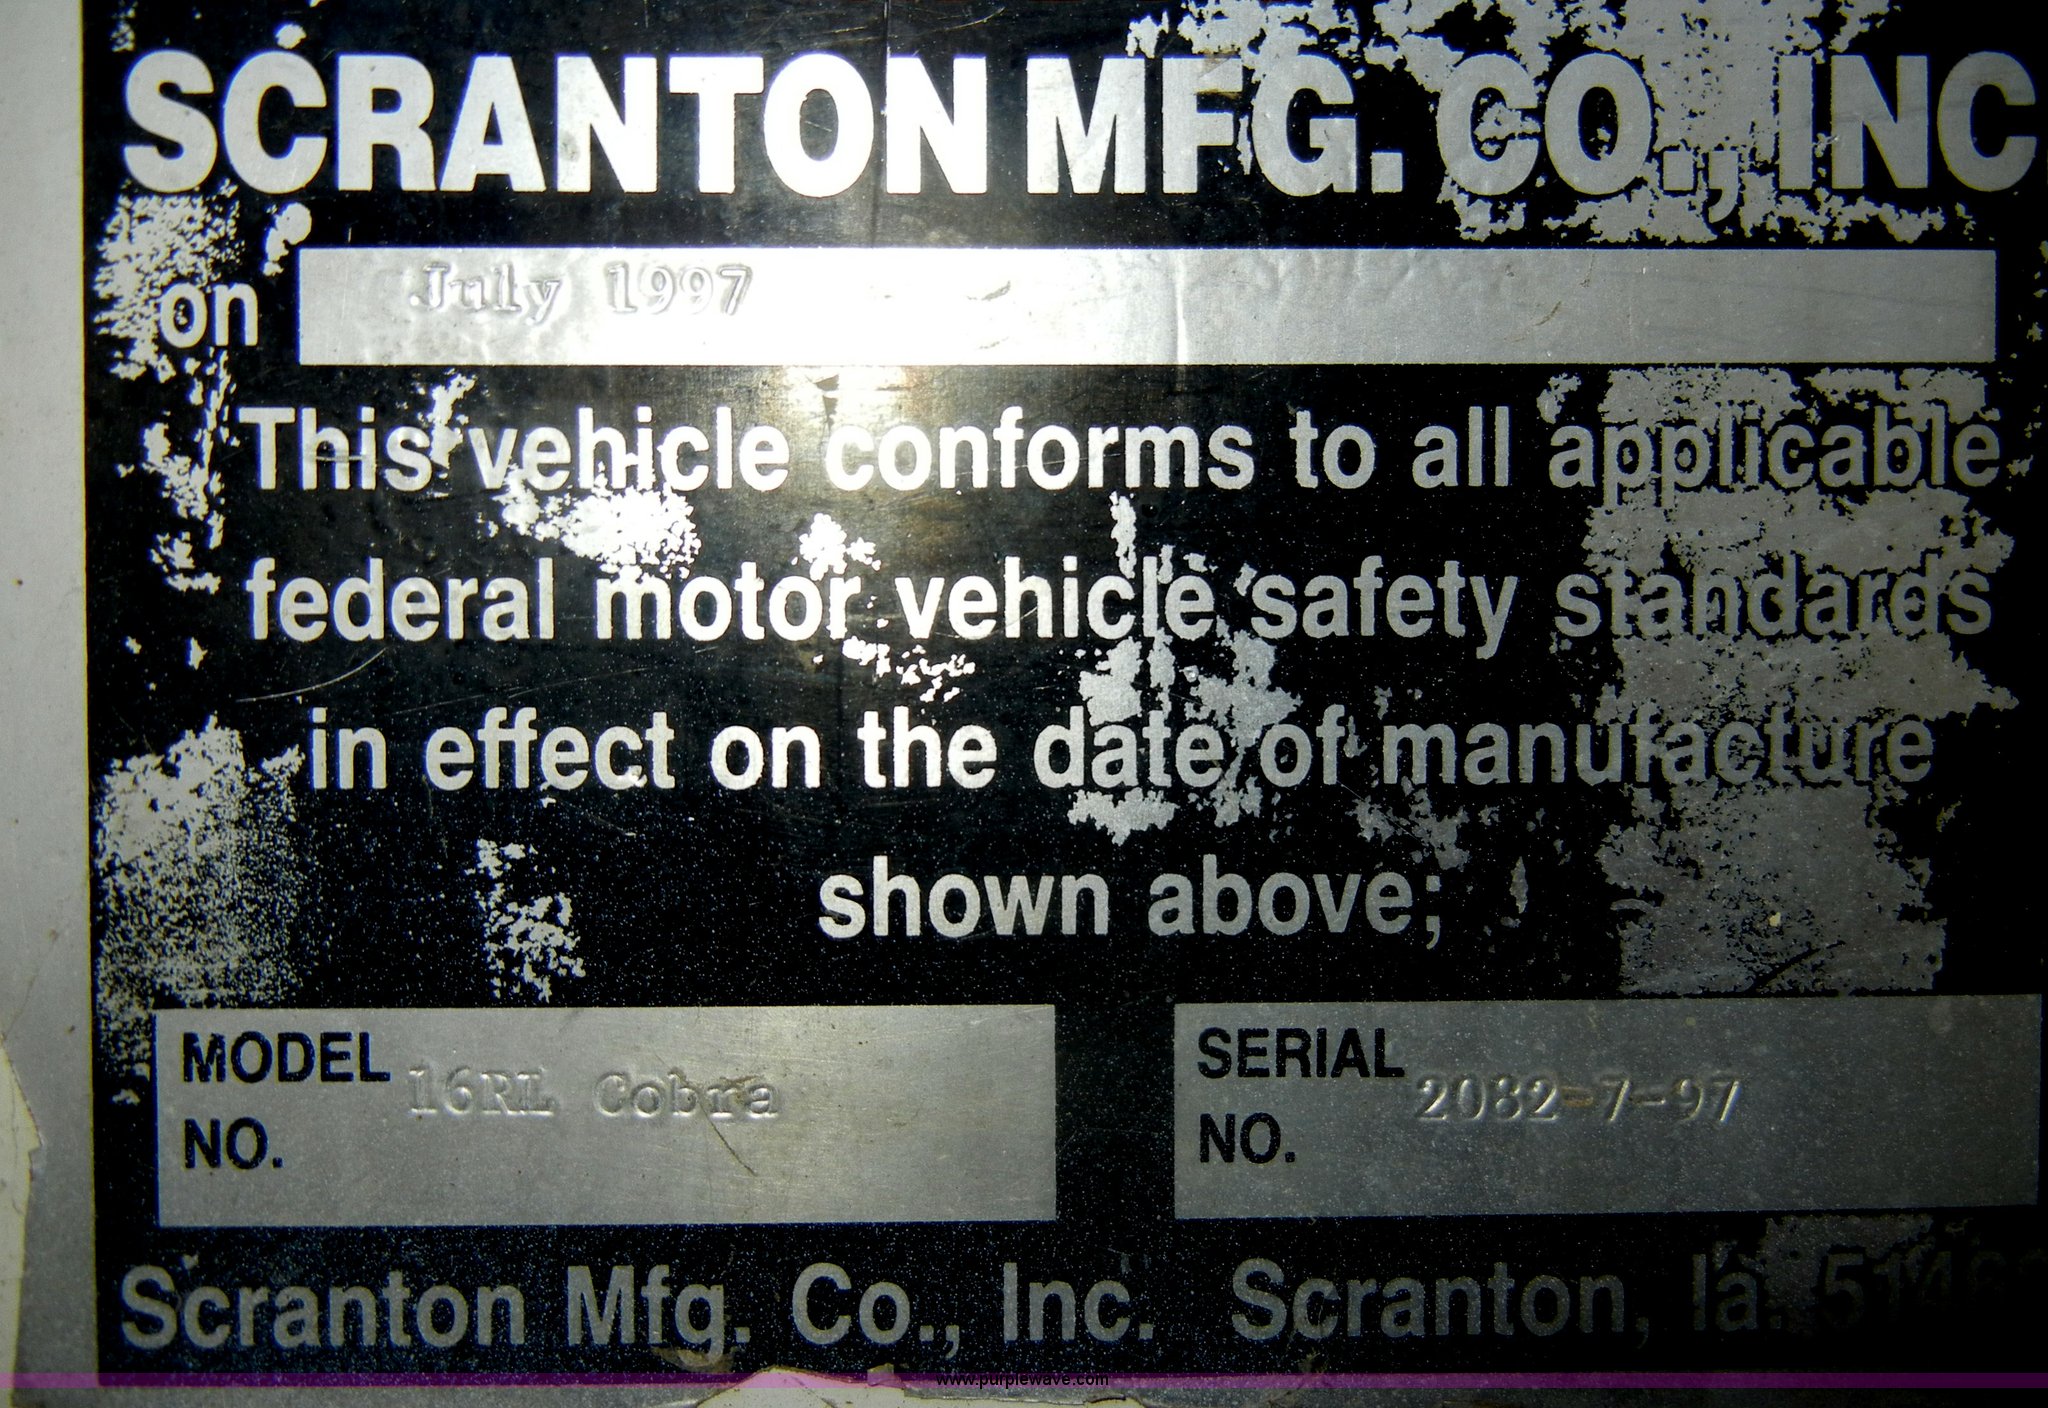 SCRANTON MFG. CO., INC
on July 1997
This vehicle conforms to all applicable
federal motor vehicle safety standards
in effect on the date of manufacture
shown above;
MODEL NO. 16RL Cobra
SERIAL NO. 2082-7-97
Scranton Mfg. Co., Inc. Scranton, Ia.
www.purplewave.com